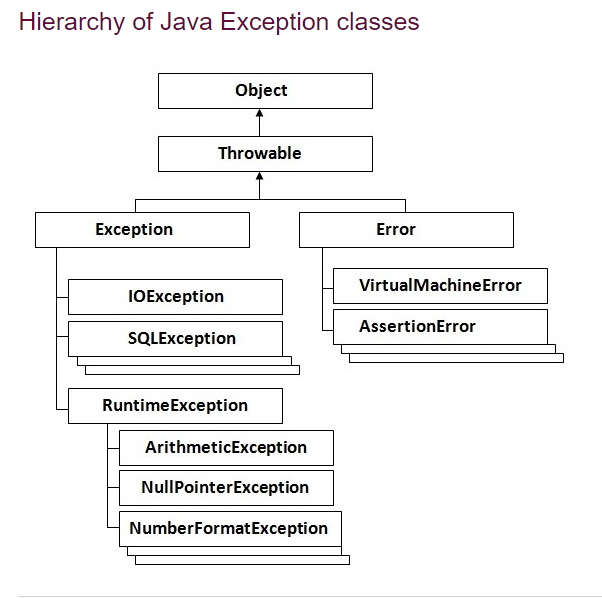 Hierarchy of Java Exception classes
Object
Throwable
Exception
Error
IOException
SQLException
RuntimeException
ArithmeticException
NullPointerException
NumberFormatException
VirtualMachineError
AssertionError